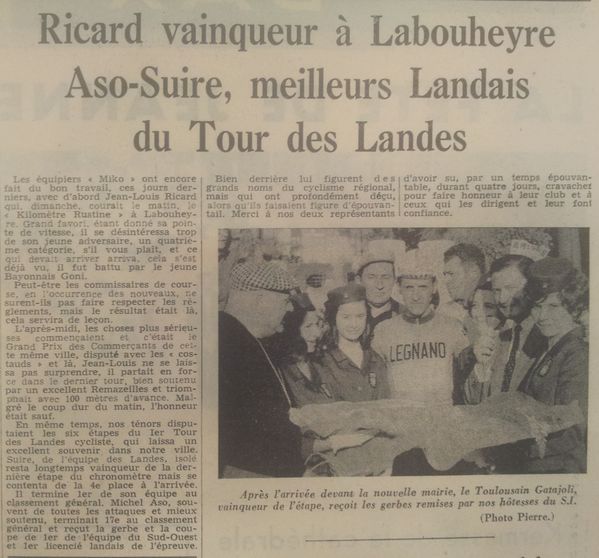 Ricard vainqueur à Labouheyre
Aso-Suire, meilleurs Landais
du Tour des Landes
Les équipiers « Miko » ont encore
fait du bon travail, ces jours der-
niers, avec d'abord Jean-Louis Ricard
qui, dimanche, courait le matin, le
« Kilomètre Rustine » à Labouhey-
re. Grand favori, étant donné sa poin-
te de vitesse, il se désintéressa trop
trop de son jeune adversaire, un quatriè-
me catégorie, s'il vous plaît, et ce
qui devait arriver arriva, cela s'est
déjà vu, il fut battu par le jeune
Bayonnais Goni.
Peut-être les commissaires de cour-
se, en l'occurrence des nouveaux, ne
surent-ils pas faire respecter les rè-
glements, mais le résultat était là,
cela servira de leçon.
L'après-midi, les choses plus sérieu-
ses commençaient et c'était le
Grand Prix des Commerçants de cet-
te même ville, disputé avec les « cos-
tauds » et là, Jean-Louis ne se lais-
sa pas surprendre, il partait en for-
ce dans le dernier tour, bien soutenu
par un excellent Remazeilles et triom-
phait avec 100 mètres d'avance. Mal-
gré le coup dur du matin, l'honneur
était sauf.
En même temps, nos ténors dispu-
taient les six étapes du 1er Tour
des Landes cycliste, qui laissa un
excellent souvenir dans notre ville.
Suire, de l'équipe des Landes, isolé
resta longtemps vainqueur de la der-
nière étape du chronomètre mais se
contenta de la 4e place à l'arrivée.
Il termine 1er de son équipe au
classement général, Michel Aso, sou-
vent de toutes les attaques et mieux
soutenu, terminait 17e au classement
général et reçut la gerbe et la cou-
pe de 1er de l'équipe du Sud-Ouest
et 1er licencié landais de l'épreuve.
Bien derrière lui figurent des
grands noms du cyclisme régional,
mais qui ont profondément déçu,
alors qu'ils faisaient figure d'épouvan-
tail. Merci à nos deux représentants
d'avoir su, par un temps épouvan-
table, durant quatre jours, cravachez
pour faire honneur à leur club et à
ceux qui les dirigent et leur font
confiance.
LEGNANO
Après l'arrivée devant la nouvelle mairie, le Toulousain Gatajoli,
vainqueur de l'étape, reçoit les gerbes remises par nos hôtesses du S.I.
(Photo Pierre.)